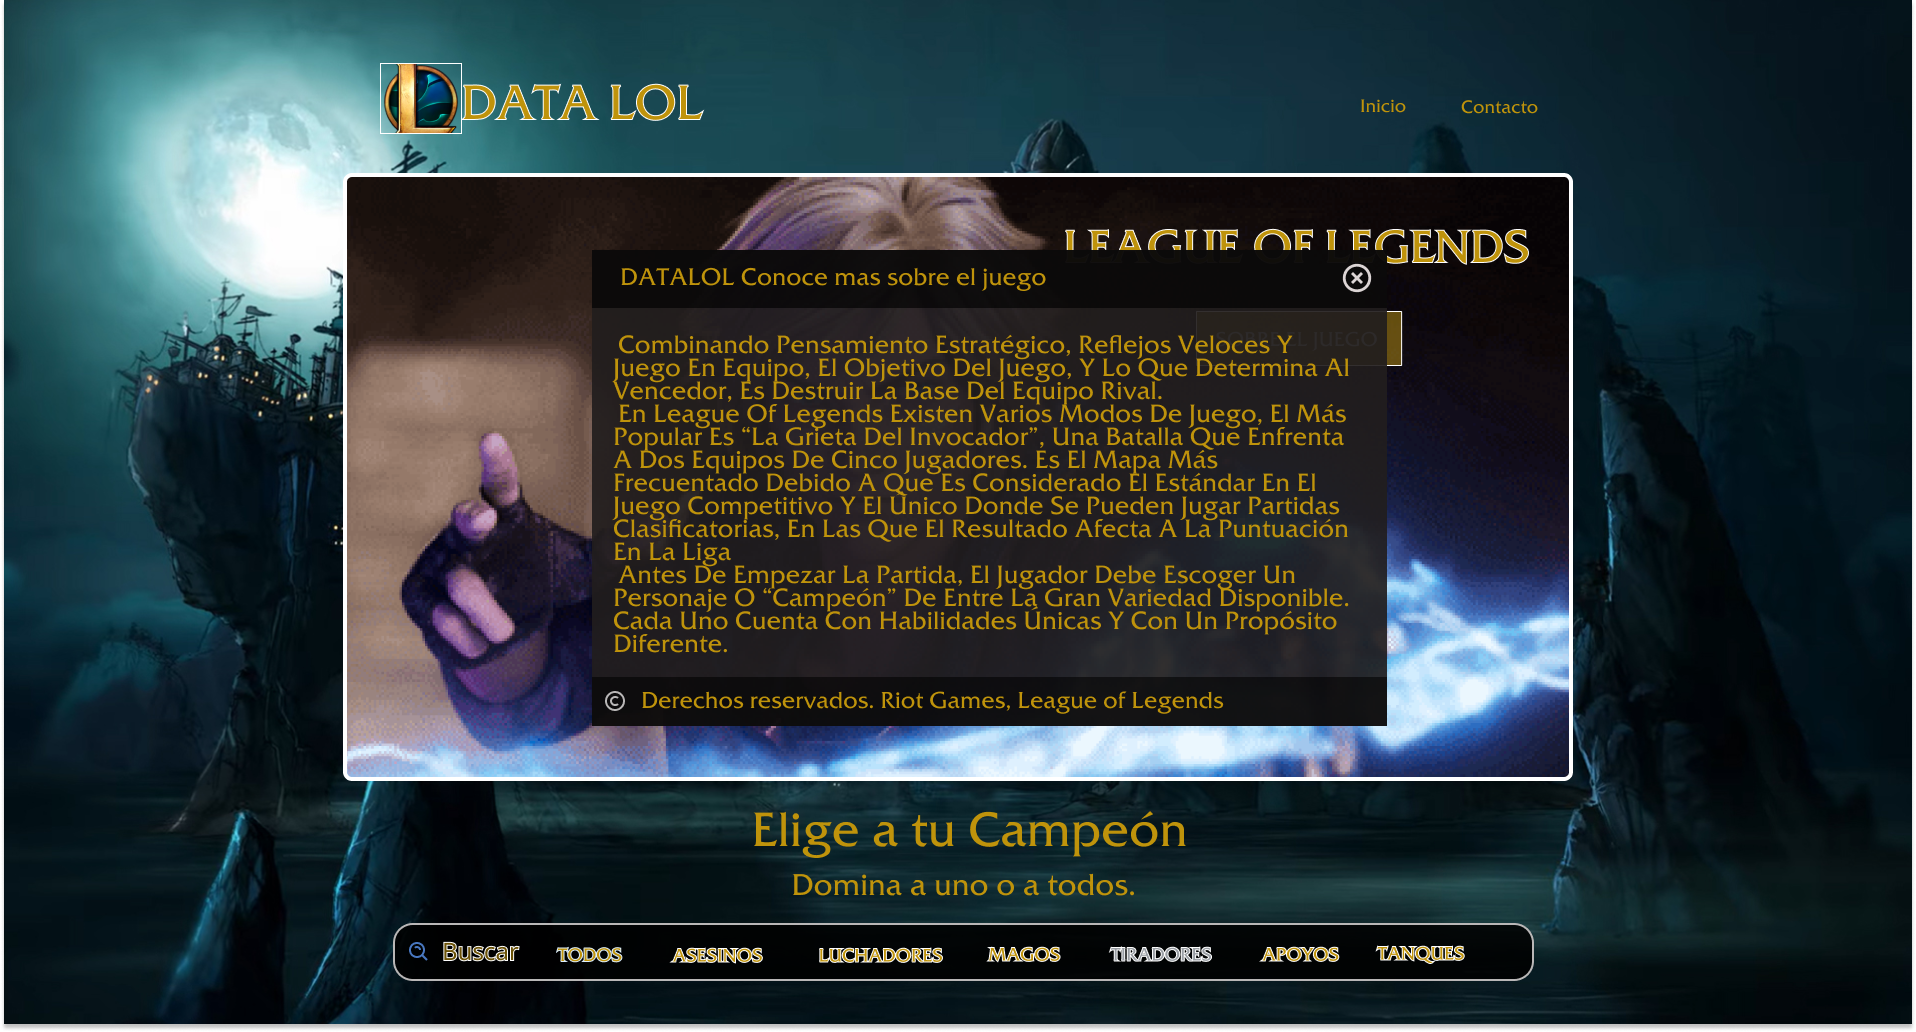 DATA LOL
Inicio
Contacto
LEAGUE OF LEGENDS
DATALOL Conoce mas sobre el juego
SOBRE EL JUEGO
Combinando Pensamiento Estratégico, Reflejos Veloces Y
Juego En Equipo, El Objetivo Del Juego, Y Lo Que Determina Al
Vencedor, Es Destruir La Base Del Equipo Rival.
En League Of Legends Existen Varios Modos De Juego, El Más
Popular Es “La Grieta Del Invocador”, Una Batalla Que Enfrenta
A Dos Equipos De Cinco Jugadores. Es El Mapa Más
Frecuentado Debido A Que Es Considerado El Estándar En El
Juego Competitivo Y El Único Donde Se Pueden Jugar Partidas
Clasificatorias, En Las Que El Resultado Afecta A La Puntuación
En La Liga
Antes De Empezar La Partida, El Jugador Debe Escoger Un
Personaje O “Campeón” De Entre La Gran Variedad Disponible.
Cada Uno Cuenta Con Habilidades Únicas Y Con Un Propósito
Diferente.
© Derechos reservados. Riot Games, League of Legends
Elige a tu Campeón
Domina a uno o a todos.
Buscar TODOS ASESINOS LUCHADORES MAGOS TIRADORES APOYOS TANQUES